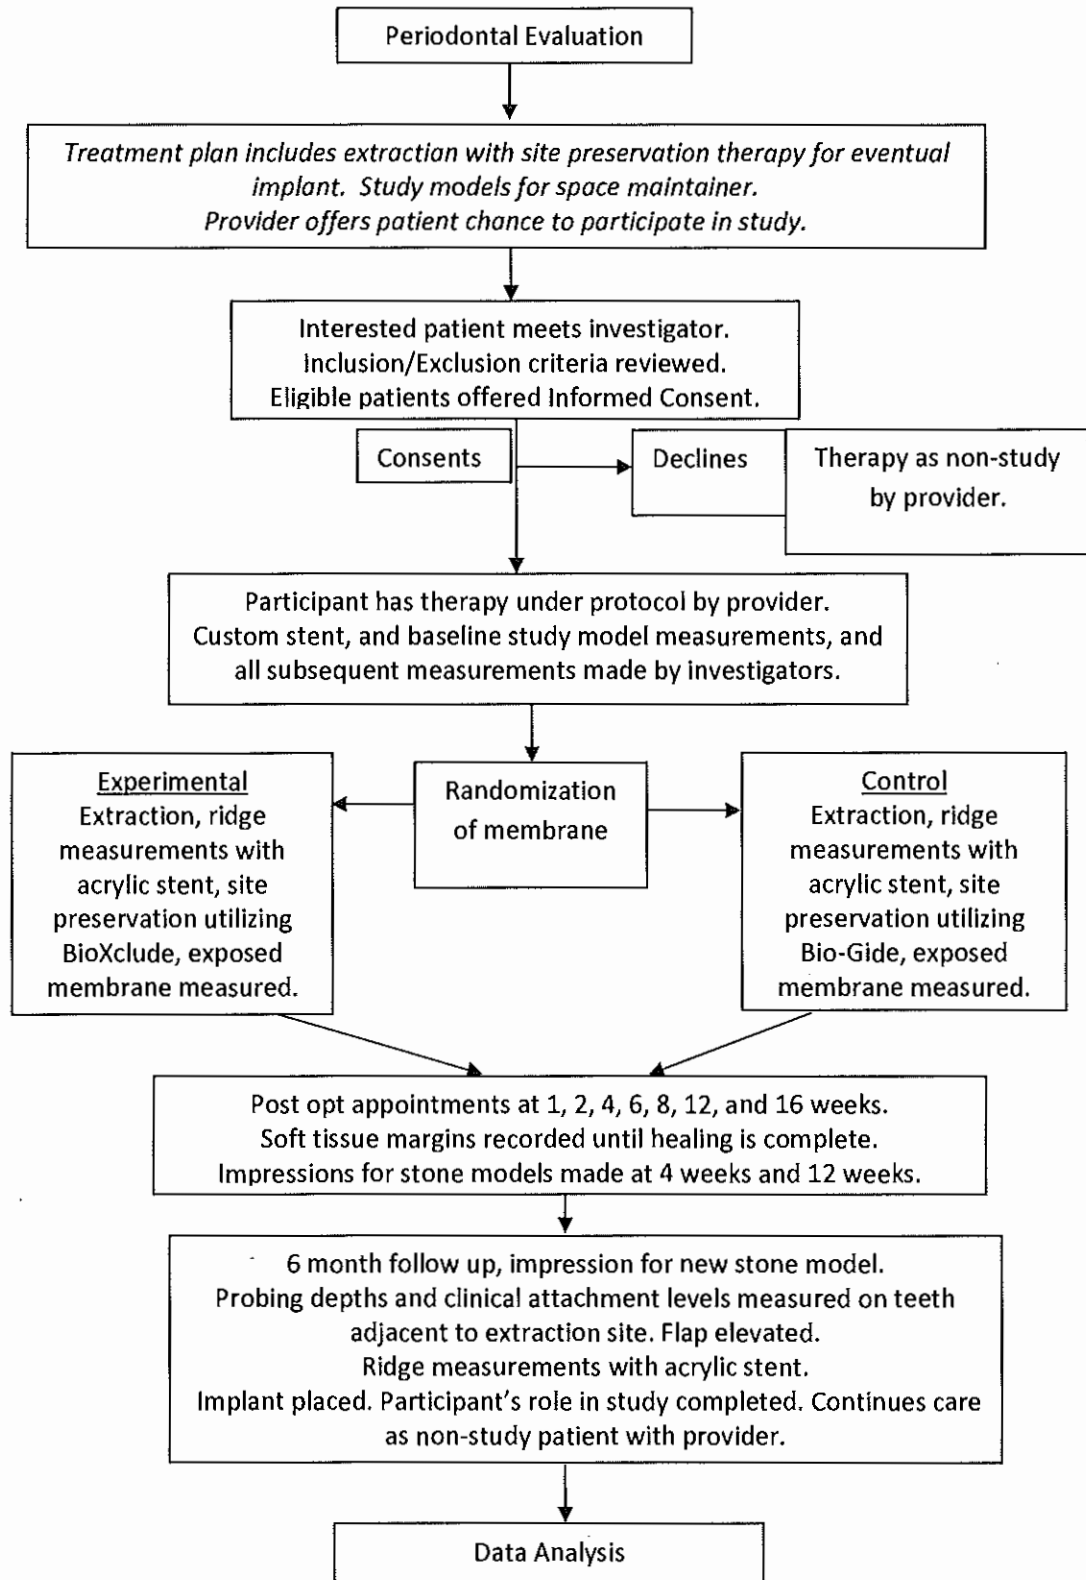 Periodontal Evaluation
Treatment plan includes extraction with site preservation therapy for eventual
implant. Study models for space maintainer.
Provider offers patient chance to participate in study.
Interested patient meets investigator.
Inclusion/Exclusion criteria reviewed.
Eligible patients offered Informed Consent.
Consents
Declines
Therapy as non-study
by provider.
Participant has therapy under protocol by provider.
Custom stent, and baseline study model measurements, and
all subsequent measurements made by investigators.
Experimental
Extraction, ridge
measurements with
acrylic stent, site
preservation utilizing
BioXclude, exposed
membrane measured.
Randomization
of membrane
Control
Extraction, ridge
measurements with
acrylic stent, site
preservation utilizing
Bio-Gide, exposed
membrane measured.
Post opt appointments at 1, 2, 4, 6, 8, 12, and 16 weeks.
Soft tissue margins recorded until healing is complete.
Impressions for stone models made at 4 weeks and 12 weeks.
6 month follow up, impression for new stone model.
Probing depths and clinical attachment levels measured on teeth
adjacent to extraction site. Flap elevated.
Ridge measurements with acrylic stent.
Implant placed. Participant's role in study completed. Continues care
as non-study patient with provider.
Data Analysis